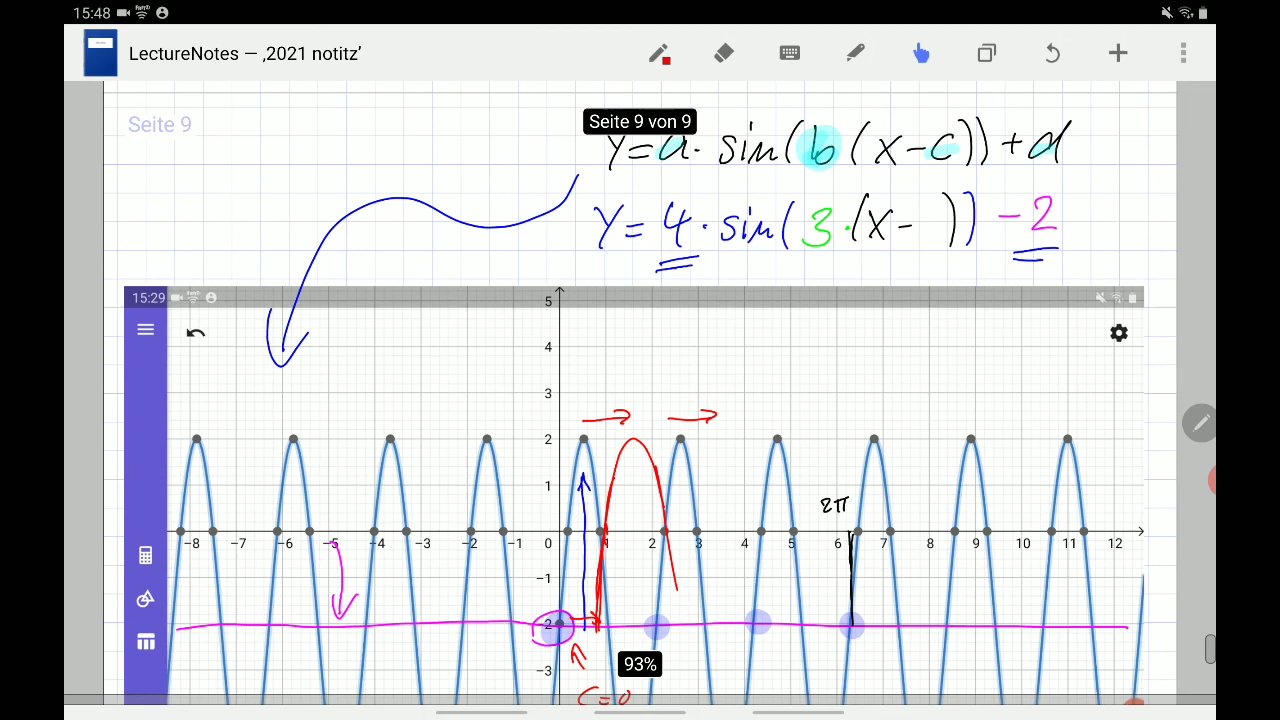 15:48
LectureNotes — ‚2021 notitz’
Seite 9
Seite 9 von 9
y=a· sin(b(x-c))+d
y= 4· sin( 3·(x- )) -2
15:29
5
4
3
2
1
2π
-8 -7 -6 -5 -4 -3 -2 -1 0 1 2 3 4 5 6 7 8 9 10 11 12
-1
-2
-3
93%
c=0